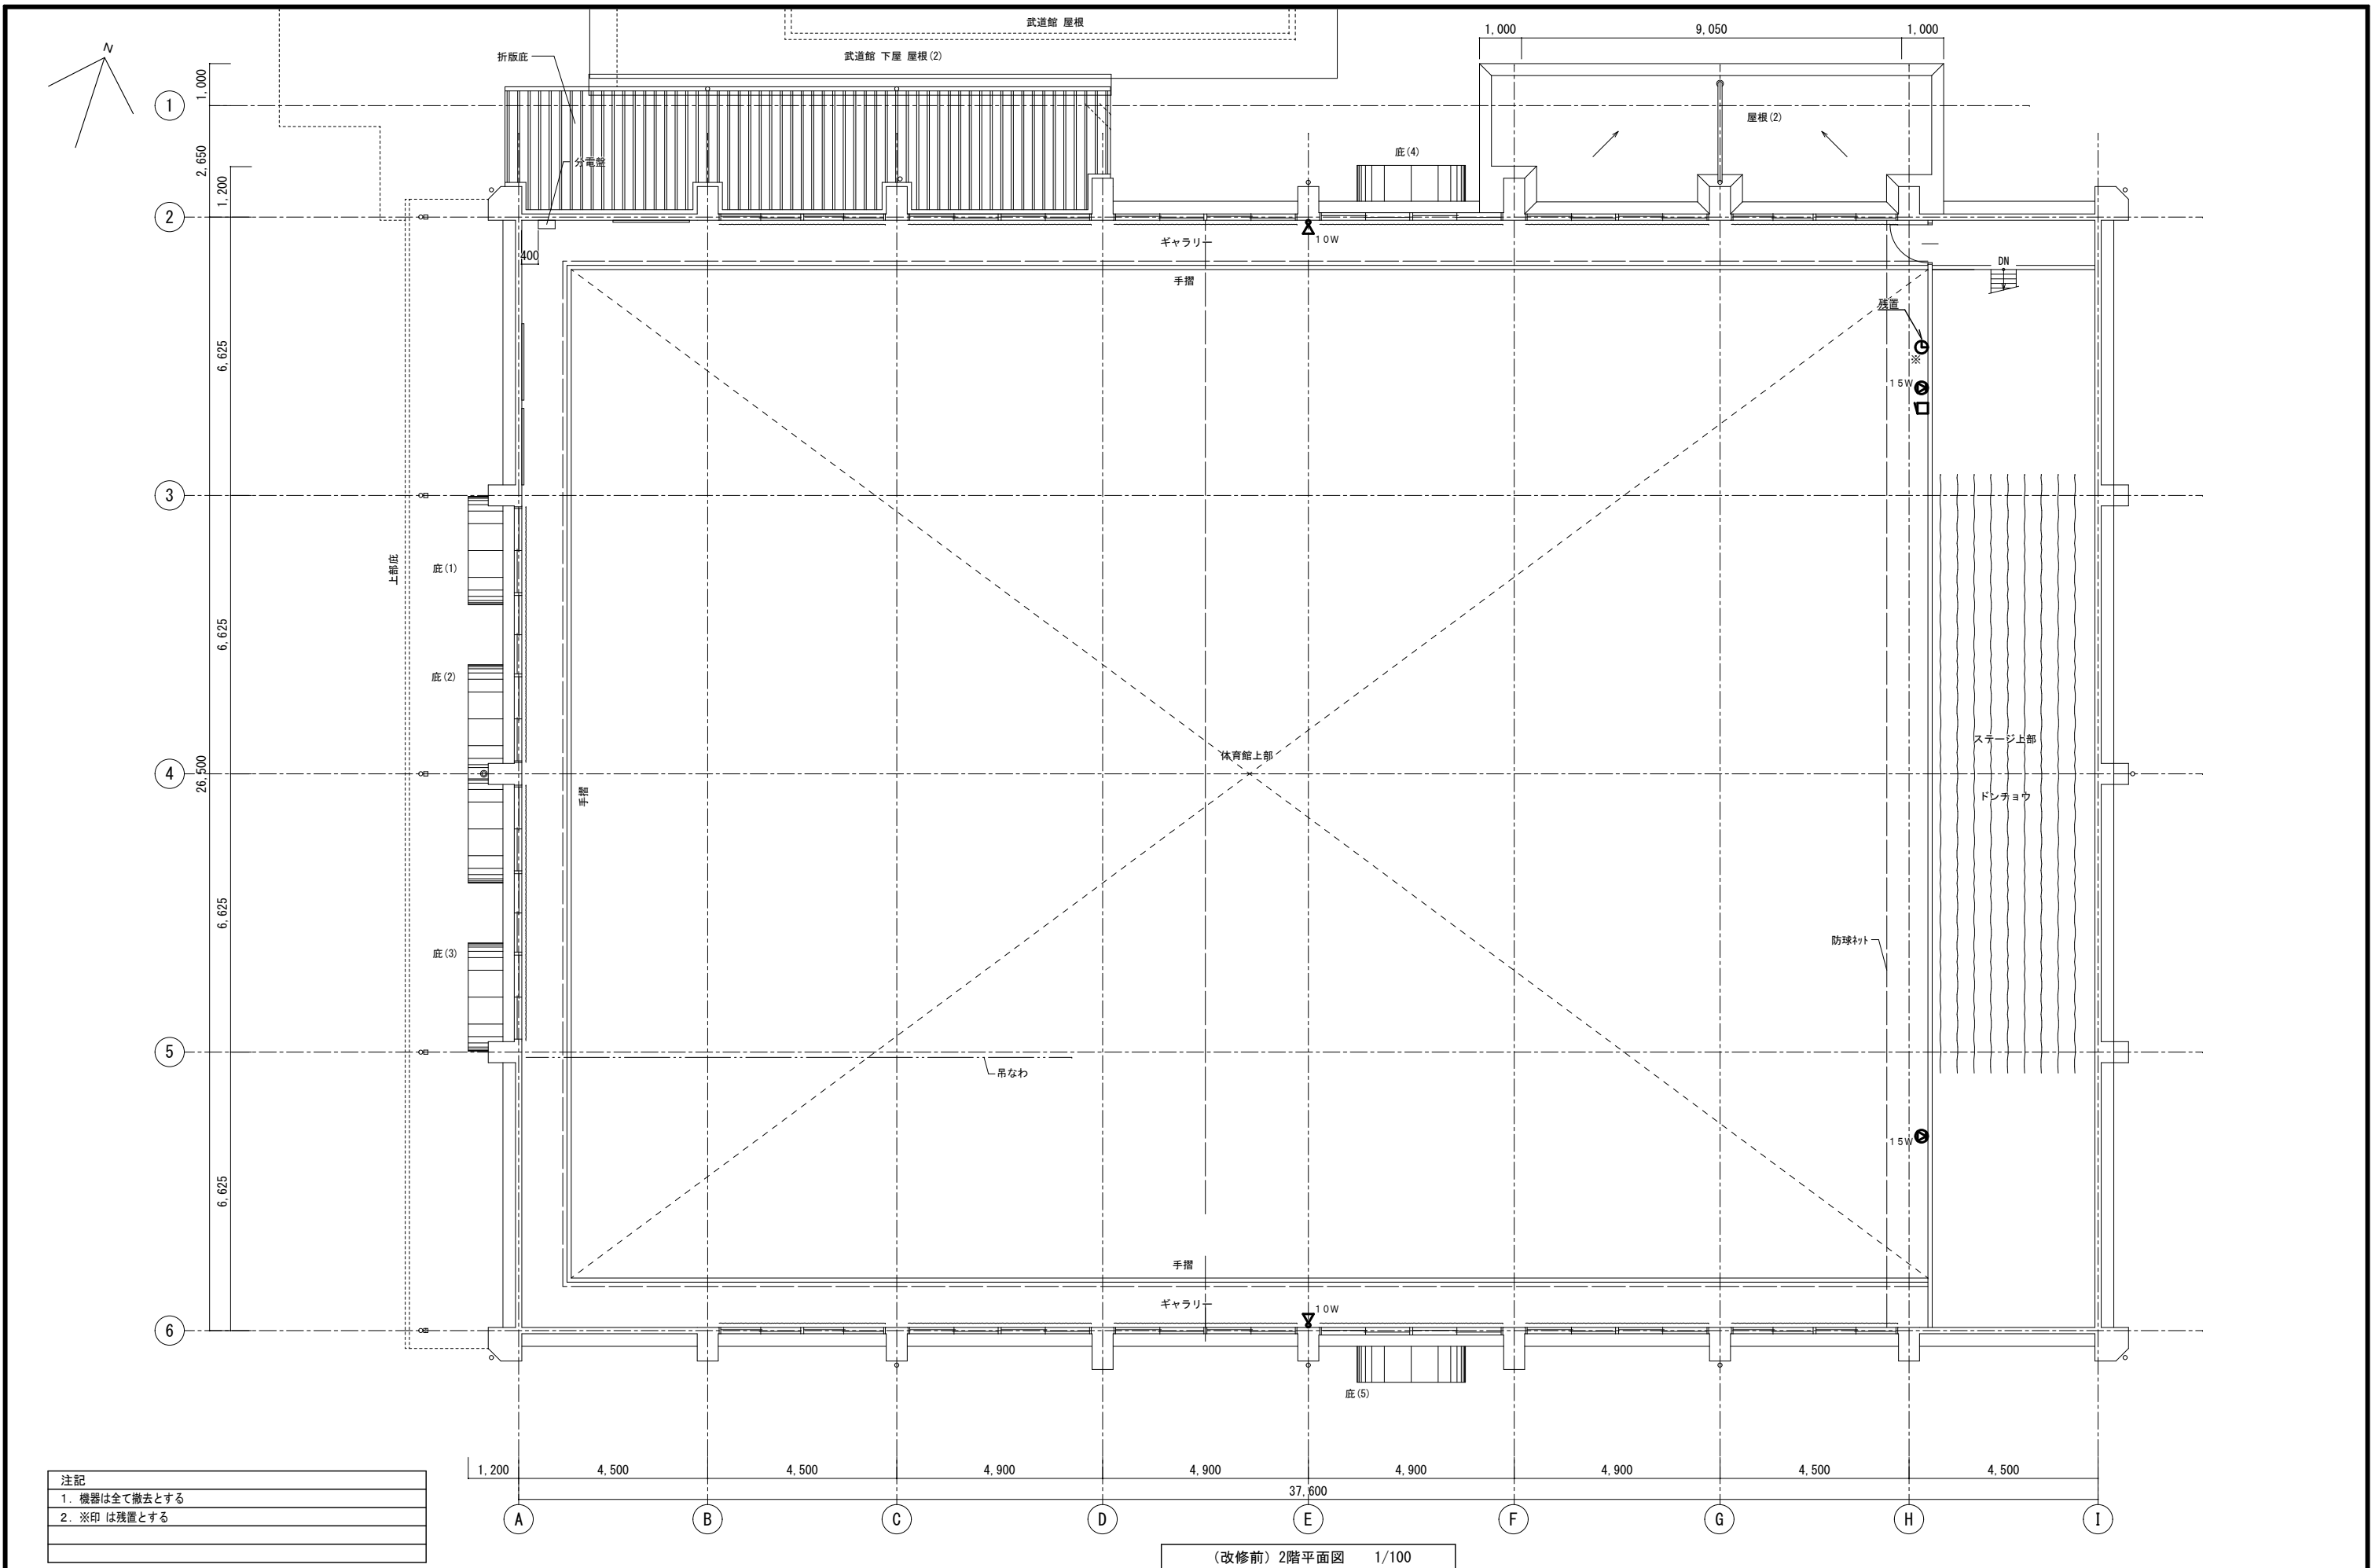 武道館 屋根
武道館 下屋 屋根(2)
折版庇
N
1,000
9,050
1,000
1
1,000
2,650
1,200
屋根(2)
庇(4)
分電盤
2
400
ギャラリー
10W
手摺
DN
残置
※
15W
6,625
3
庇(1)
上部庇
6,625
庇(2)
ステージ上部
体育館上部
4
26,500
手摺
ドンチョウ
6,625
防球ネット
庇(3)
5
吊なわ
15W
6,625
手摺
ギャラリー
10W
6
庇(5)
1,200
4,500
4,500
4,900
4,900
4,900
4,900
4,500
4,500
37,600
A
B
C
D
E
F
G
H
I
注記
1. 機器は全て撤去とする
2. ※印 は残置とする
(改修前) 2階平面図 1/100